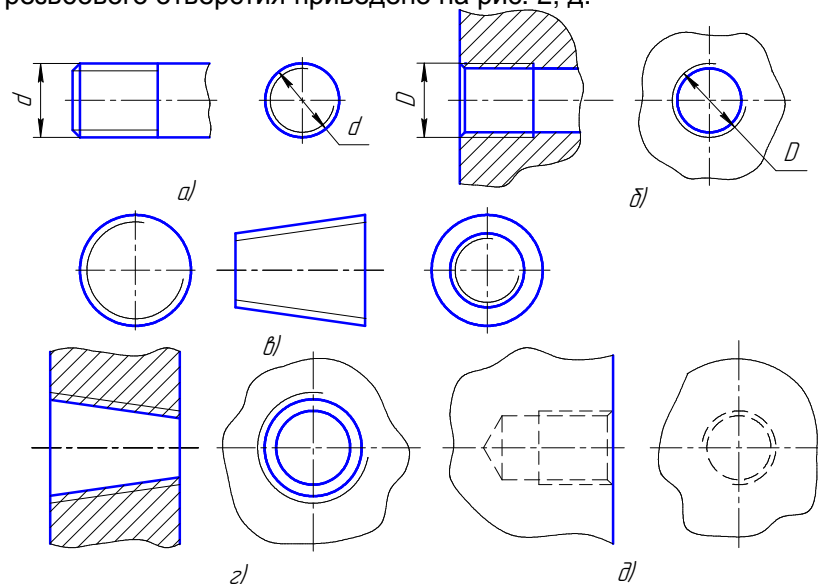 резьбового отверстия приведено на рис. 2, д.
d
d
D
D
а)
б)
в)
г)
д)